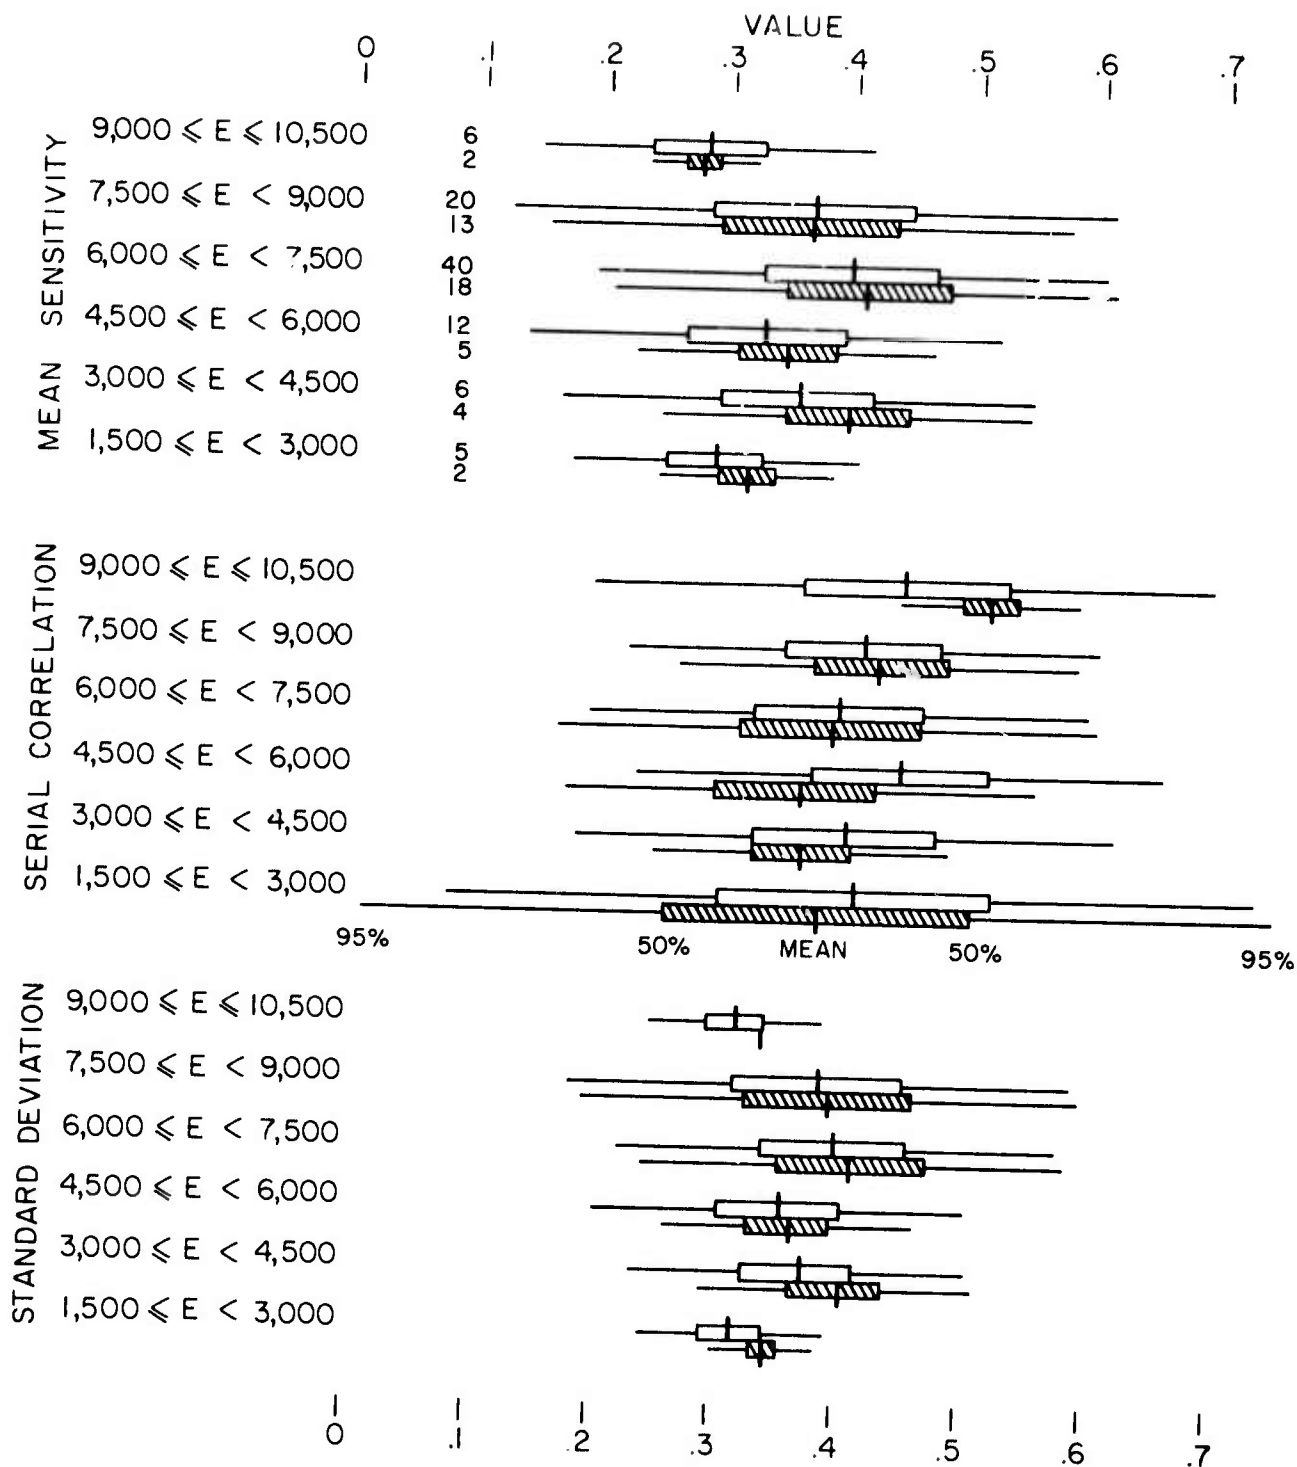 VALUE
0 .1 .2 .3 .4 .5 .6 .7
MEAN SENSITIVITY
9,000 ⩽ E ⩽ 10,500 6
2
7,500 ⩽ E < 9,000 20
13
6,000 ⩽ E < 7,500 40
18
4,500 ⩽ E < 6,000 12
5
3,000 ⩽ E < 4,500 6
4
1,500 ⩽ E < 3,000 5
2
SERIAL CORRELATION
9,000 ⩽ E ⩽ 10,500
7,500 ⩽ E < 9,000
6,000 ⩽ E < 7,500
4,500 ⩽ E < 6,000
3,000 ⩽ E < 4,500
1,500 ⩽ E < 3,000
95% 50% MEAN 50% 95%
STANDARD DEVIATION
9,000 ⩽ E ⩽ 10,500
7,500 ⩽ E < 9,000
6,000 ⩽ E < 7,500
4,500 ⩽ E < 6,000
3,000 ⩽ E < 4,500
1,500 ⩽ E < 3,000
0 .1 .2 .3 .4 .5 .6 .7